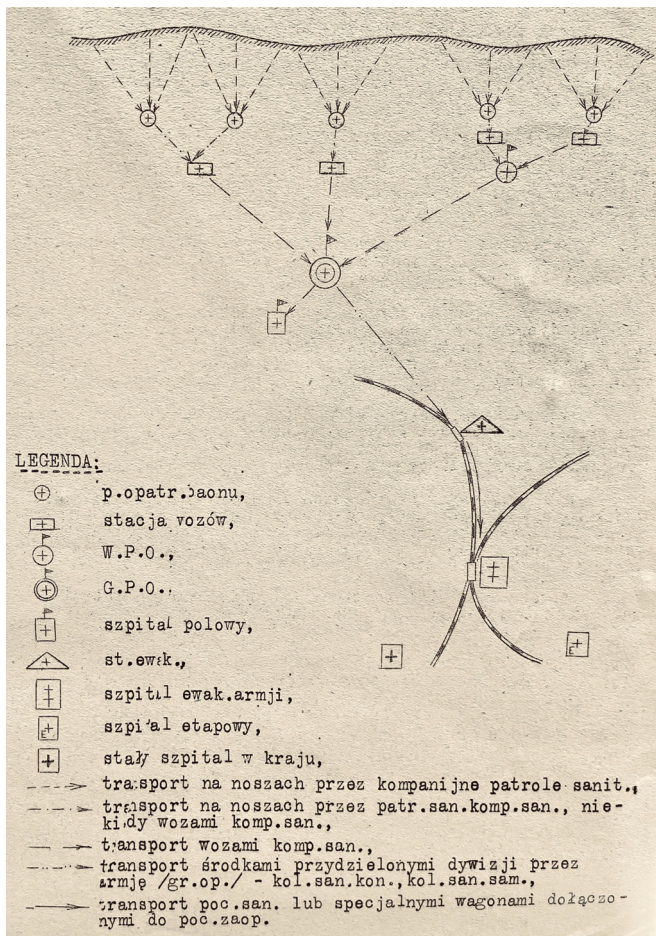 LEGENDA:
p.opatr.baonu,
stacja wozów,
W.P.O.,
G.P.O.,
szpital polowy,
st.ewak.,
szpital ewak.armji,
E
szpital etapowy,
E
stały szpital w kraju,
transport na noszach przez kompanijne patrole sanit.,
transport na noszach przez patr.san.komp.san., nie-
kiedy wozami komp.san.,
transport wozami komp.san.,
transport środkami przydzielonymi dywizji przez
armję /gr.op./ - kol.san.kon.,kol.san.sam.,
transport poc.san. lub specjalnymi wagonami dołączo-
nymi do poc.zaop.